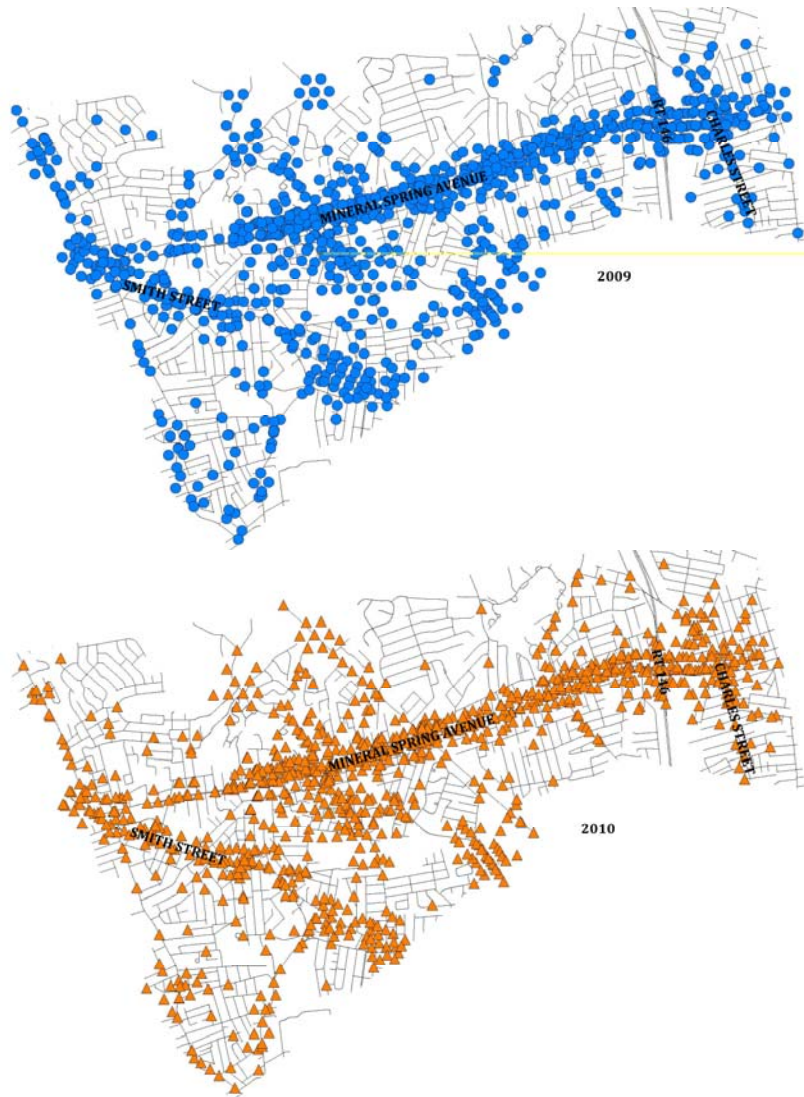 MINERAL SPRING AVENUE
RT 146
CHARLES STREET
SMITH STREET
2009
MINERAL SPRING AVENUE
RT 146
CHARLES STREET
SMITH STREET
2010